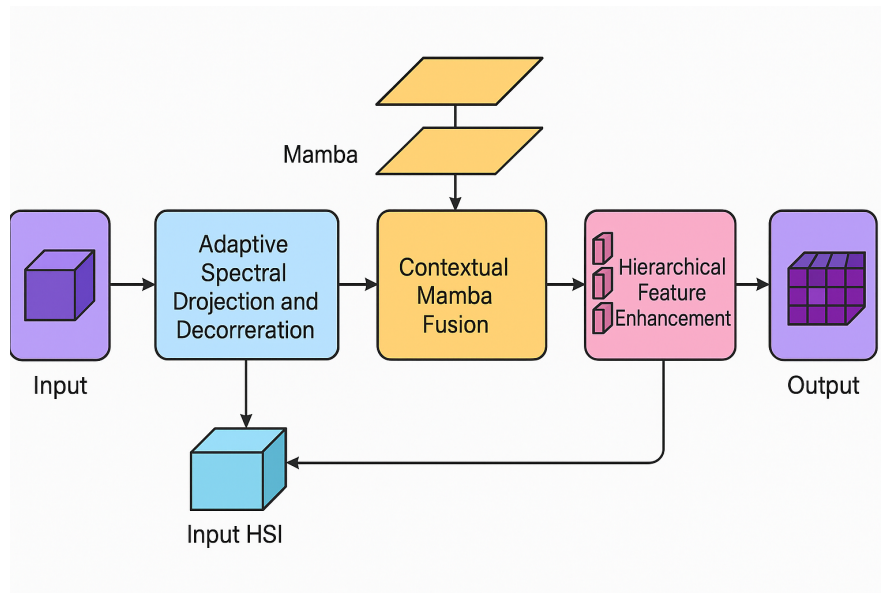 Mamba
Adaptive
Spectral
Drojection and
Decorreration
Contextual
Mamba
Fusion
Hierarchical
Feature
Enhancement
Input
Output
Input HSI